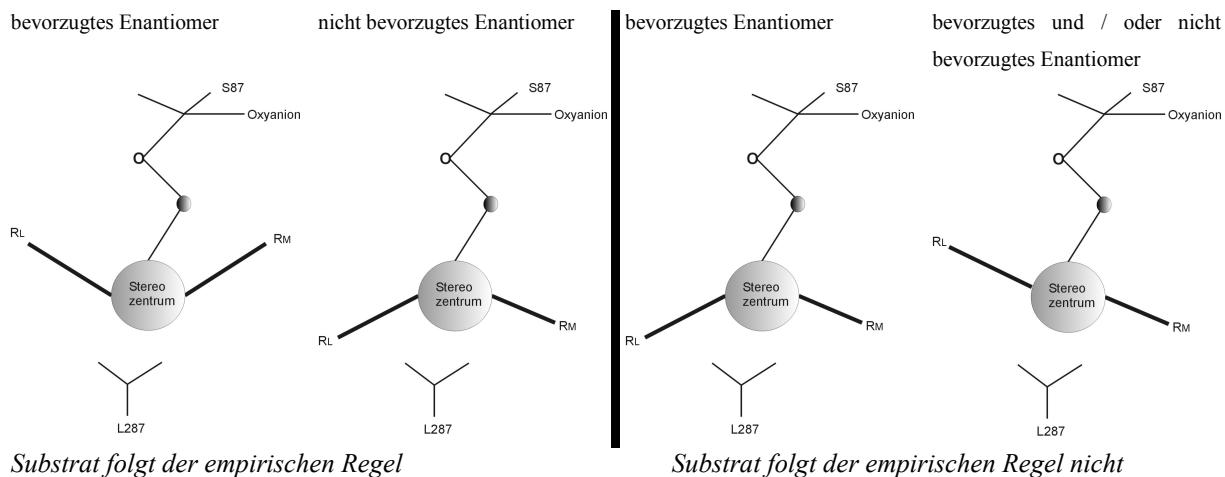 bevorzugtes Enantiomer
nicht bevorzugtes Enantiomer
bevorzugtes Enantiomer
bevorzugtes und / oder nicht
bevorzugtes Enantiomer
S87
Oxyanion
O
RL
RM
Stereo
zentrum
L287
S87
Oxyanion
O
Stereo
zentrum
RL
RM
L287
S87
Oxyanion
O
Stereo
zentrum
RL
RM
L287
S87
Oxyanion
O
RL
Stereo
zentrum
RM
L287
Substrat folgt der empirischen Regel
Substrat folgt der empirischen Regel nicht